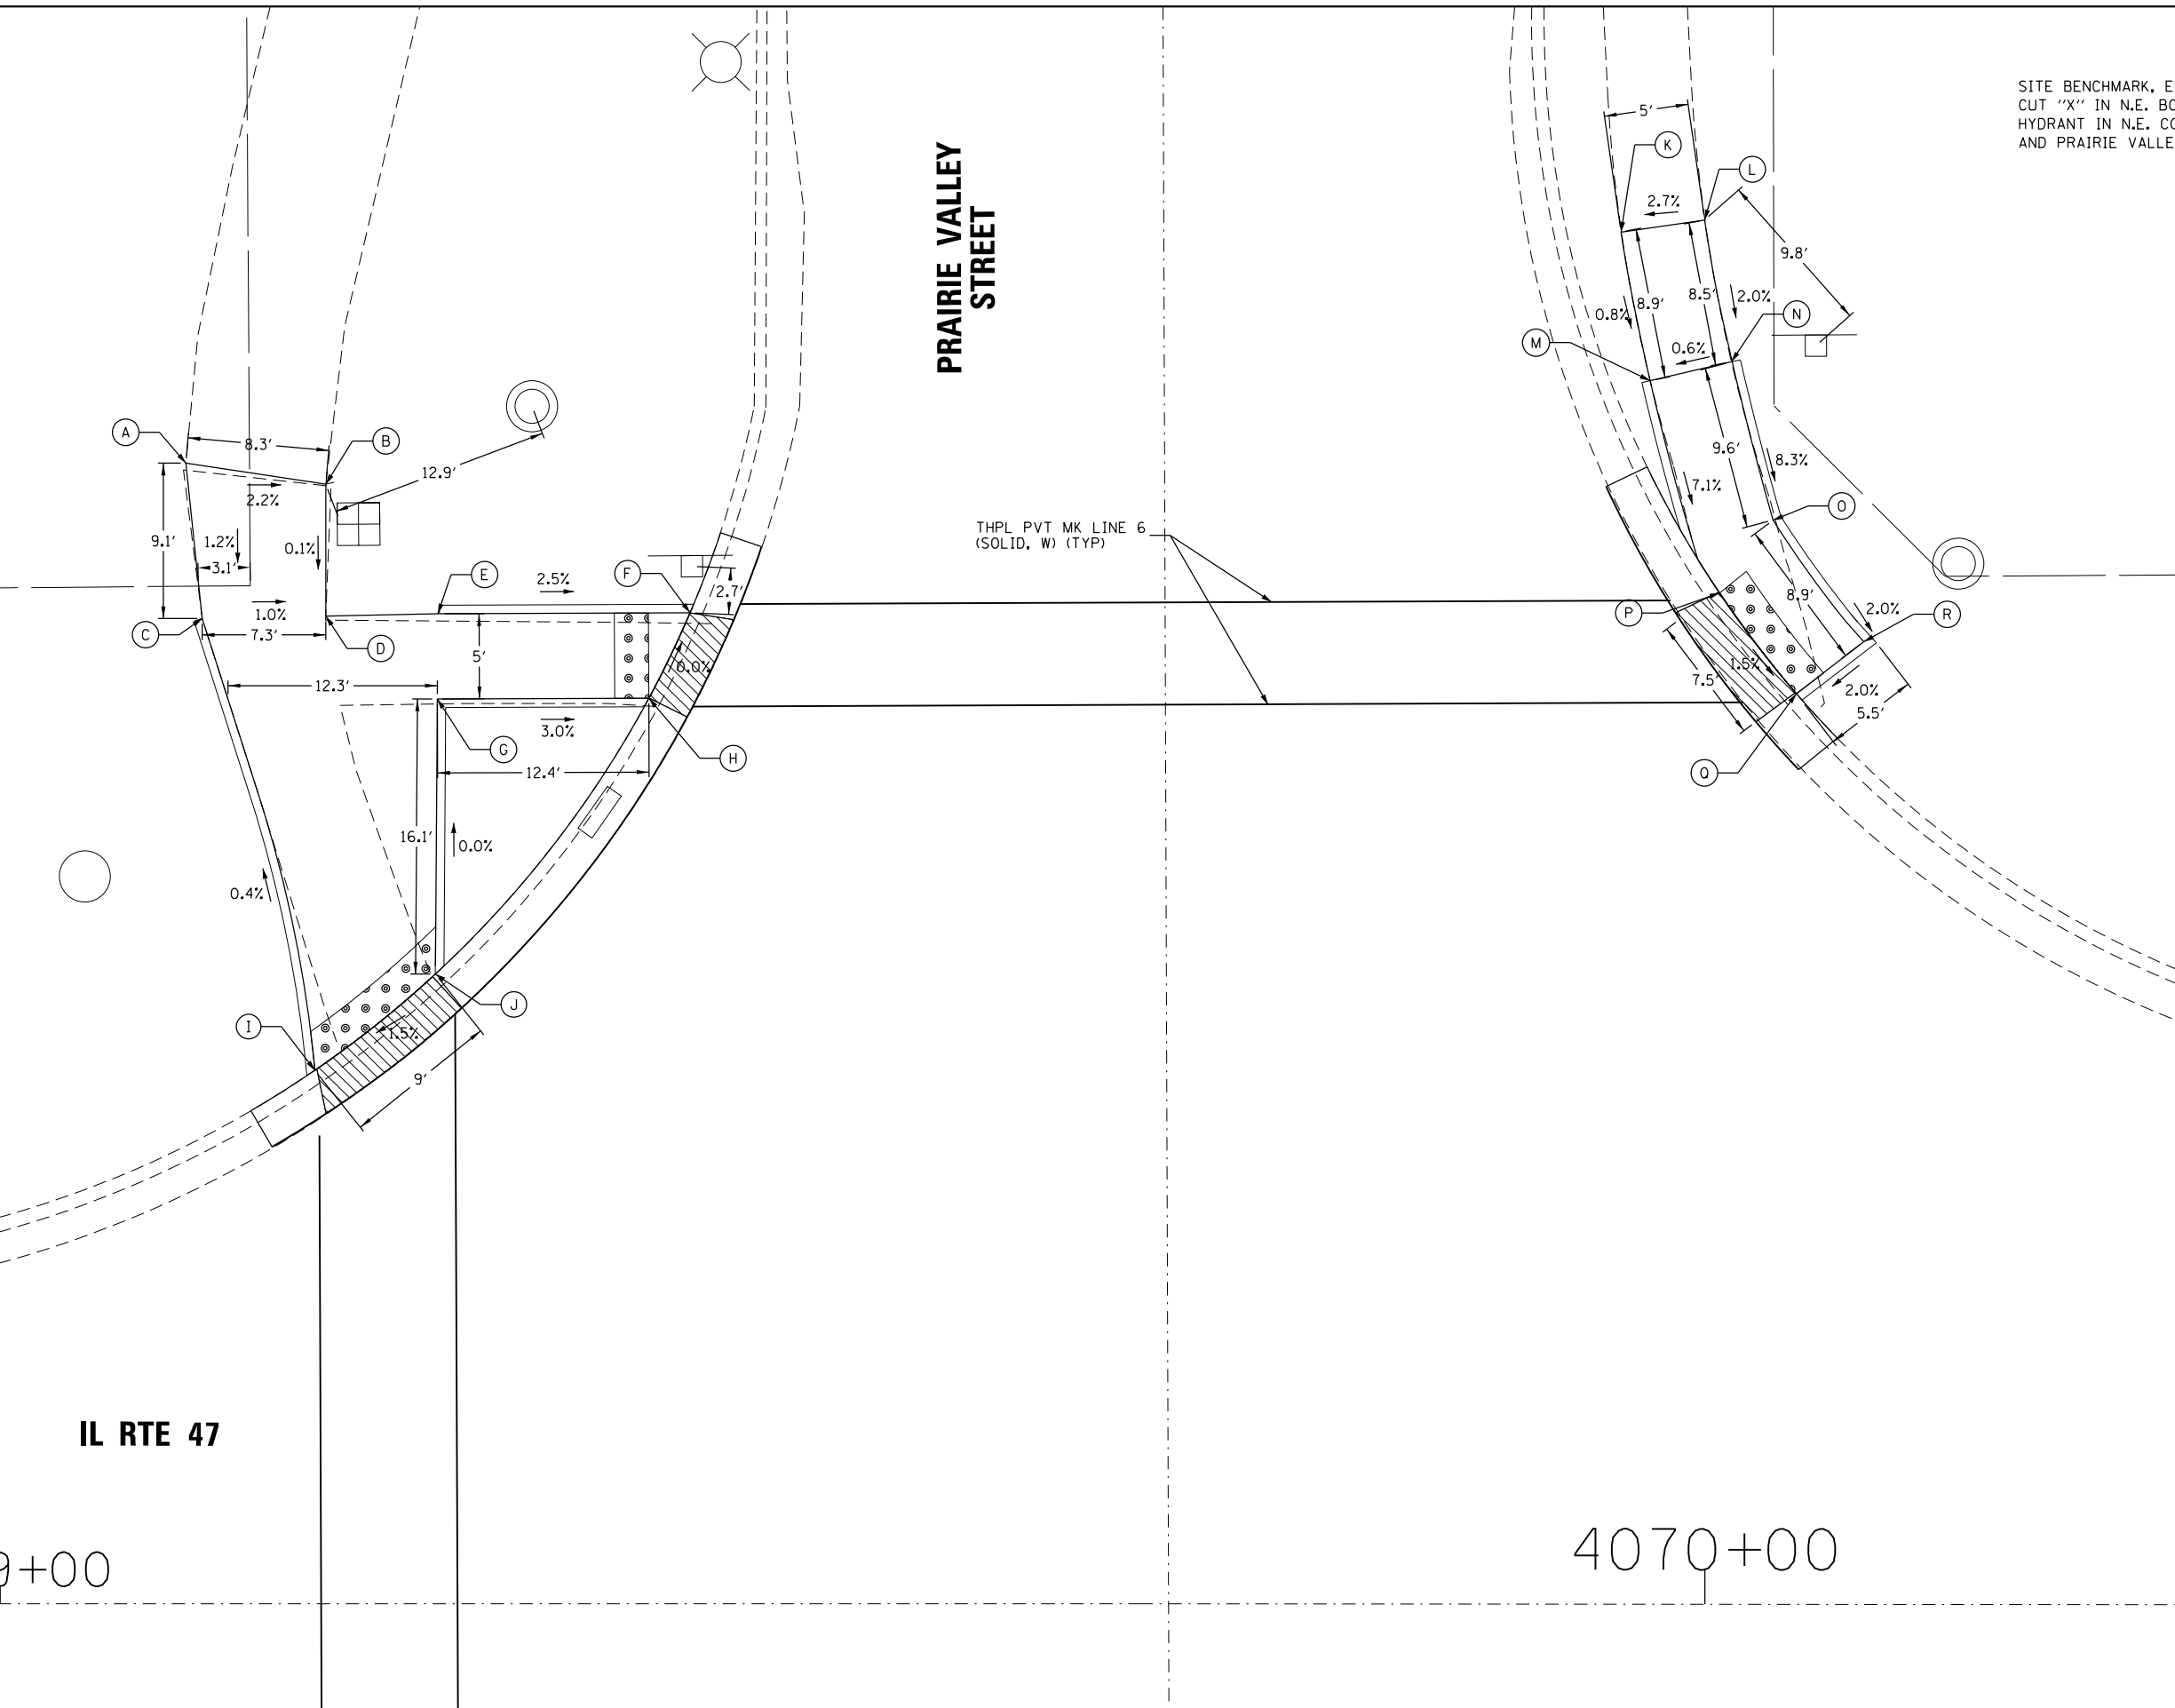 SITE BENCHMARK,
CUT "X" IN N.E.
HYDRANT IN N.E.
AND PRAIRIE
PRAIRIE VALLEY
STREET
5'
K
L
2.7%
9.8'
8.9'
8.5'
2.0%
0.8%
N
M
0.6%
A
8.3'
B
12.9'
2.2%
9.6'
8.3%
7.1%
O
9.1'
1.2%
0.1%
3.1'
THPL PVT MK LINE 6
(SOLID, W) (TYP)
E
2.5%
F
2.7'
1.0%
8.9'
2.0%
P
R
C
7.3'
D
5'
0.0%
1.5%
12.3'
7.5'
2.0%
5.5'
3.0%
G
H
12.4'
Q
16.1'
0.0%
0.4%
J
I
1.5%
9'
IL RTE 47
9+00
4070+00